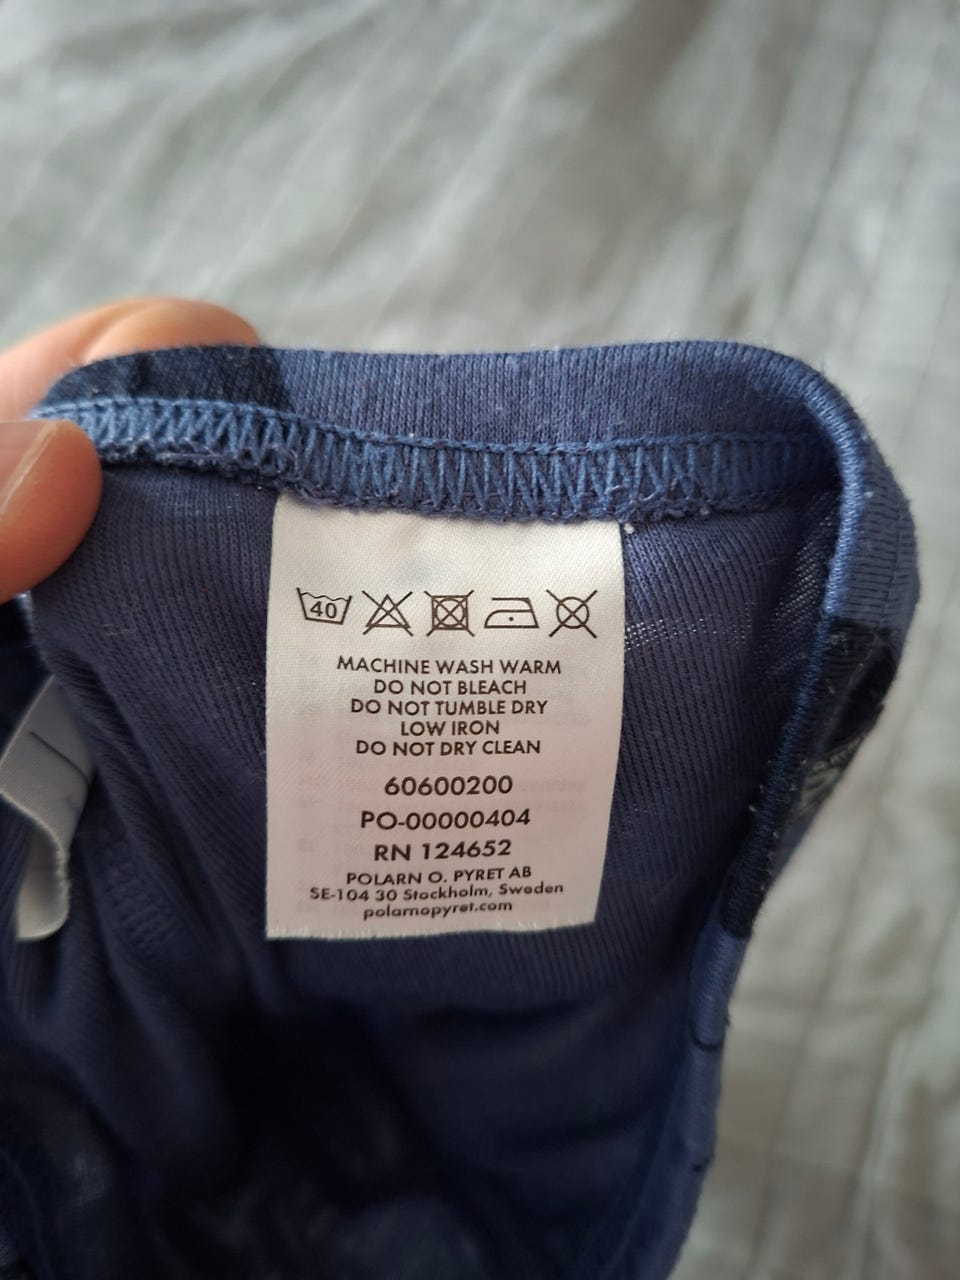 40
MACHINE WASH WARM
DO NOT BLEACH
DO NOT TUMBLE DRY
LOW IRON
DO NOT DRY CLEAN
60600200
PO-00000404
RN 124652
POLARN O. PYRET AB
SE-104 30 Stockholm, Sweden
polarnopyret.com